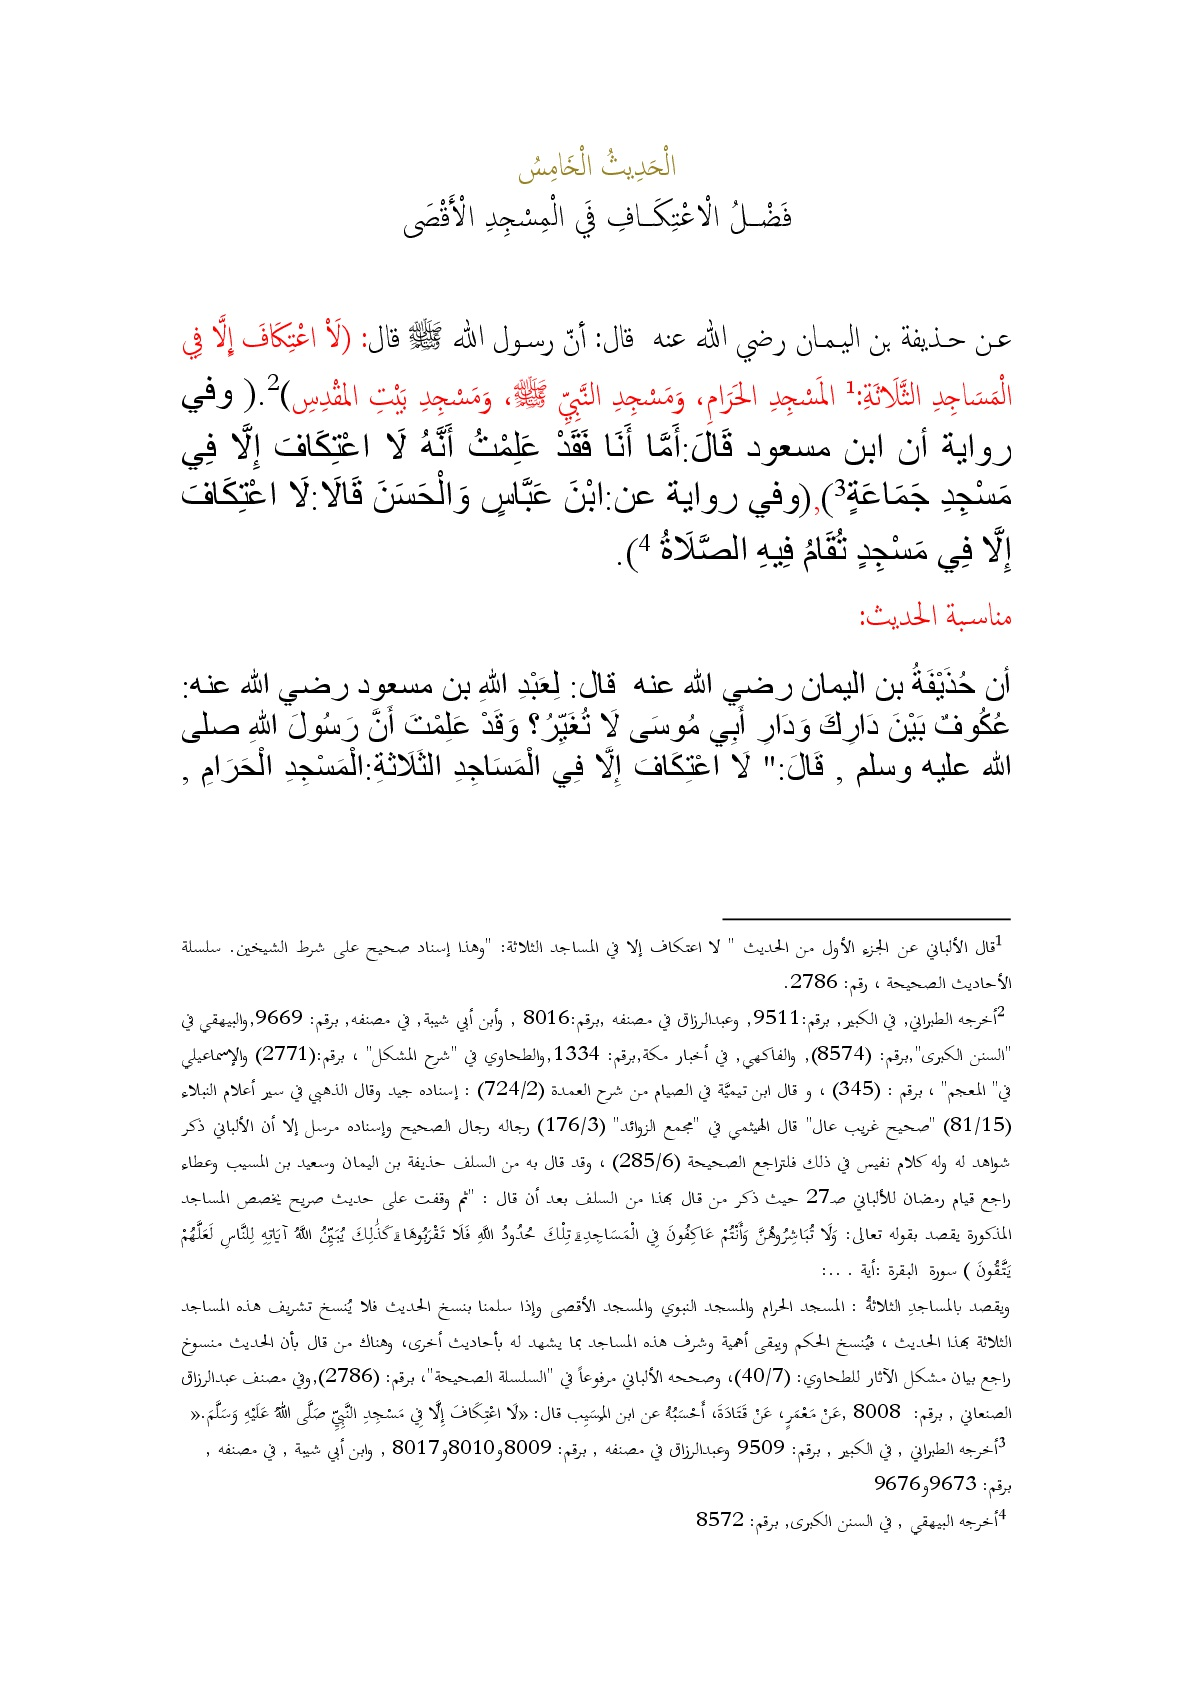 الْحَدِيثُ الْخَامِسُ
فَضْـلُ الْاعْتِكَـافِ فَي الْمِسْجِدِ الْأَقْصَى
عـن حـذيفة بن اليـمـان رضي الله عنه قال: أنّ رسـول الله ﷺ قال: (لَاْ اعْتِكَافَ إِلَّا فِي
الْمَسَاجِدِ الثَّلَاثَةِ:1 المَسْجِدِ الحَرَامِ، وَمَسْجِدِ النَّبِيِّ ﷺ، وَمَسْجِدِ بَيْتِ المقْدِسِ)2.( وفي
رواية أن ابن مسعود قَالَ:أَمَّا أَنَا فَقَدْ عَلِمْتُ أَنَّهُ لَا اعْتِكَافَ إِلَّا فِي
مَسْجِدِ جَمَاعَةٍ3),(وفي رواية عن:ابْنَ عَبَّاسٍ وَالْحَسَنَ قَالَا:لَا اعْتِكَافَ
إِلَّا فِي مَسْجِدٍ تُقَامُ فِيهِ الصَّلَاةُ 4).
مناسبة الحديث:
أن حُذَيْفَةُ بن اليمان رضي الله عنه قال: لِعَبْدِ اللهِ بن مسعود رضي الله عنه:
عُكُوفٌ بَيْنَ دَارِكَ وَدَارِ أَبِي مُوسَى لَا تُغَيِّرُ؟ وَقَدْ عَلِمْتَ أَنَّ رَسُولَ اللهِ صلى
الله عليه وسلم , قَالَ:" لَا اعْتِكَافَ إِلَّا فِي الْمَسَاجِدِ الثَلَاثةِ:الْمَسْجِدِ الْحَرَامِ ,
1قال الألباني عن الجزء الأول من الحديث " لا اعتكاف إلا في المساجد الثلاثة: "وهذا إسناد صحيح على شرط الشيخين. سلسلة
الأحاديث الصحيحة ، رقم: 2786.
2أخرجه الطبراني, في الكبير, برقم:9511, وعبدالرزاق في مصنفه ,برقم:8016 , وأبن أبي شيبة, في مصنفه, برقم: 9669,والبيهقي في
"السنن الكبرى",برقم: (8574), والفاكهي, في أخبار مكة,برقم: 1334,والطحاوي في "شرح المشكل" ، برقم:(2771) والإسماعيلي
في" المعجم" ، برقم : (345) ، و قال ابن تيميَّة في الصيام من شرح العمدة (724/2) : إسناده جيد وقال الذهبي في سير أعلام النبلاء
(81/15) "صحيح غريب عال" قال الهيثمي في "مجمع الزوائد" (176/3) رجاله رجال الصحيح وإسناده مرسل إلا أن الألباني ذكر
شواهد له وله كلام نفيس في ذلك فلتراجع الصحيحة (285/6) ، وقد قال به من السلف حذيفة بن اليمان وسعيد بن المسيب وعطاء
راجع قيام رمضان للألباني صـ27 حيث ذكر من قال بهذا من السلف بعد أن قال : "ثم وقفت على حديث صريح يخصص المساجد
المذكورة يقصد بقوله تعالى: وَلَا تُبَاشِرُوهُنَّ وَأَنْتُمْ عَاكِفُونَ فِي الْمَسَاجِدِ ۗ تِلْكَ حُدُودُ اللَّهِ فَلَا تَقْرَبُوهَا ۗ كَذَٰلِكَ يُبَيِّنُ اللَّهُ آيَاتِهِ لِلنَّاسِ لَعَلَّهُمْ
يَتَّقُونَ ) سورة البقرة :أية . ..:
ويقصد بالمساجدِ الثلاثةُ : المسجد الحرام والمسجد النبوي والمسجد الأقصى وإذا سلمنا بنسخ الحديث فلا يُنسخ تشريف هذه المساجد
الثلاثة بهذا الحديث ، فيُنسخ الحكم ويبقى أهمية وشرف هذه المساجد بما يشهد له بأحاديث أخرى، وهناك من قال بأن الحديث منسوخ
راجع بيان مشكل الآثار للطحاوي: (40/7)، وصححه الألباني مرفوعاً في "السلسلة الصحيحة"، برقم: (2786),وفي مصنف عبدالرزاق
الصنعاني , برقم: 8008 ,عَنْ مَعْمَرٍ، عَنْ قَتَادَةَ، أَحْسَبُهُ عن ابن المُسَيِب قال: «لَا اعْتِكَافَ إِلَّا فِي مَسْجِدِ النَّبِيِّ صَلَّى اللهُ عَلَيْهِ وَسَلَّمَ.«
3أخرجه الطبراني , في الكبير , برقم: 9509 وعبدالرزاق في مصنفه , برقم: 8009و8010و8017 , وابن أبي شيبة , في مصنفه ,
برقم: 9673و9676
4أخرجه البيهقي , في السنن الكبرى, برقم: 8572